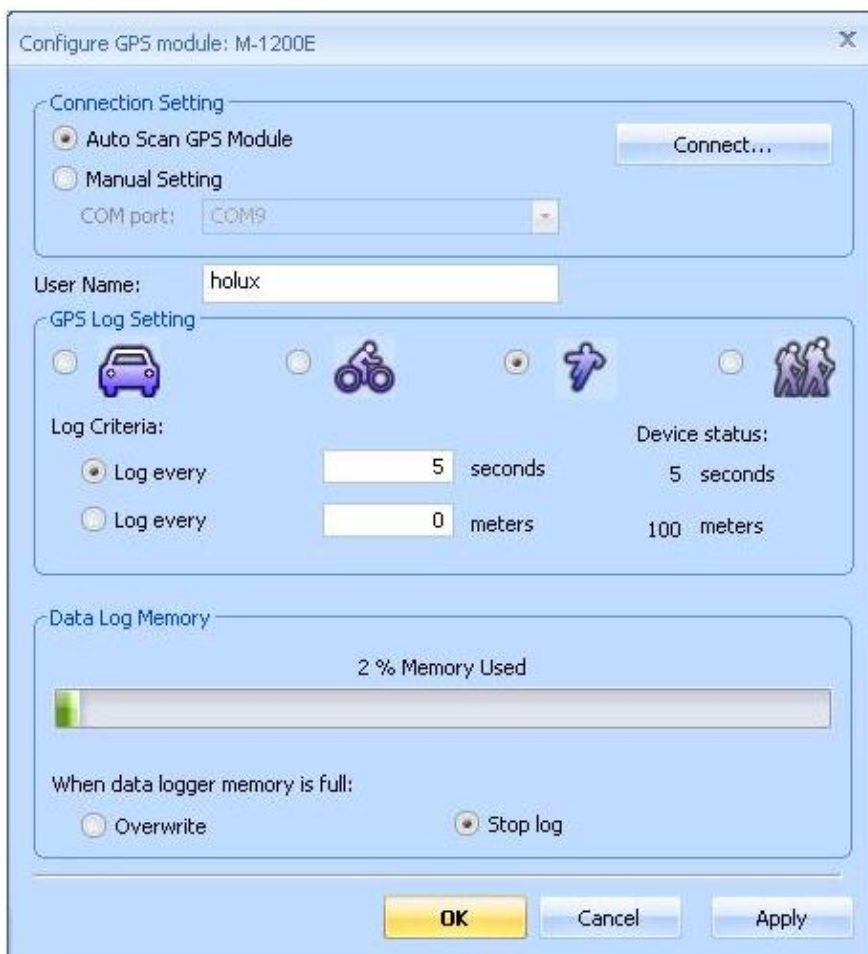 Configure GPS module: M-1200E
Connection Setting
Auto Scan GPS Module
Connect...
Manual Setting
COM port: COM9
User Name: holux
GPS Log Setting
Log Criteria:
Device status:
Log every 5 seconds
5 seconds
Log every 0 meters
100 meters
Data Log Memory
2 % Memory Used
When data logger memory is full:
Overwrite Stop log
OK Cancel Apply